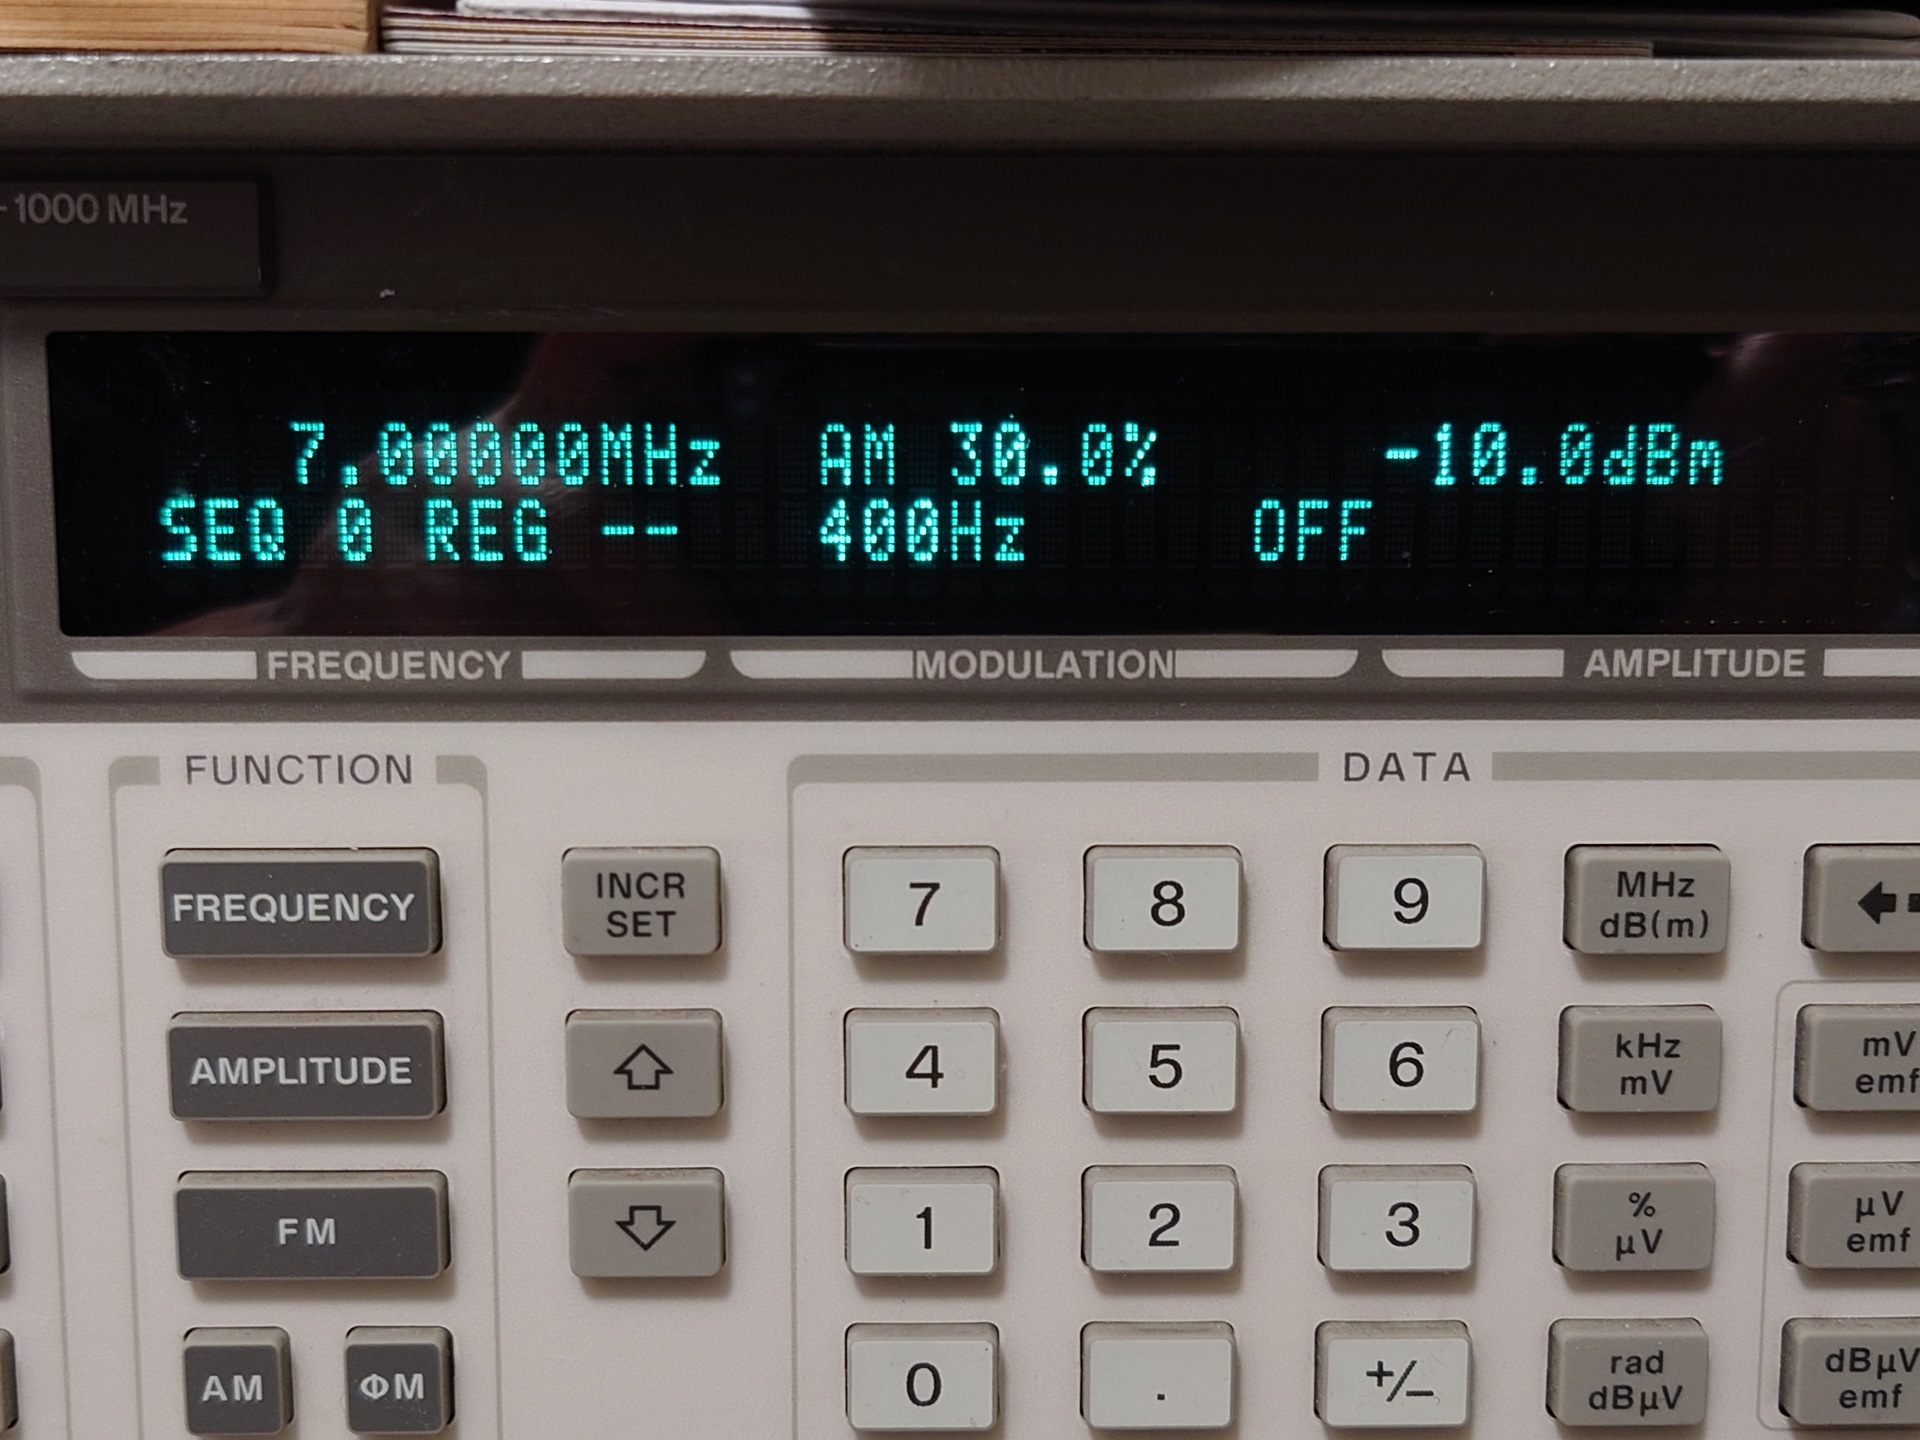 -1000 MHz
7.00000MHz AM 30.0% -10.0dBm
SEQ 0 REG -- 400Hz OFF
FREQUENCY MODULATION AMPLITUDE
FUNCTION DATA
FREQUENCY
INCR
SET
7
8
9
MHz
dB(m)
AMPLITUDE
4
5
6
kHz
mV
mV
emf
FM
1
2
3
%
µV
µV
emf
AM
ΦM
0
.
+/−
rad
dBµV
dBµV
emf